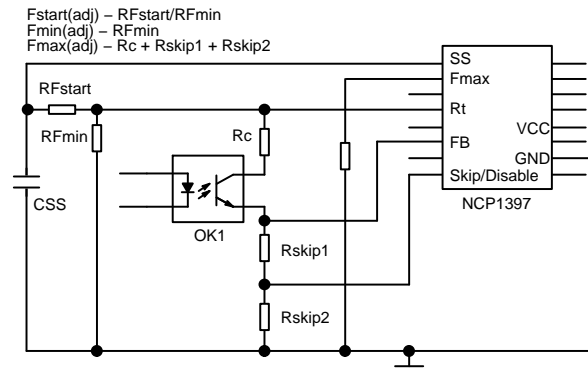 Fstart(adj) – RFstart/RFmin
Fmin(adj) – RFmin
Fmax(adj) – Rc + Rskip1 + Rskip2
SS
Fmax
RFstart
Rt
RFmin
Rc
VCC
FB
GND
Skip/Disable
CSS
NCP1397
OK1
Rskip1
Rskip2